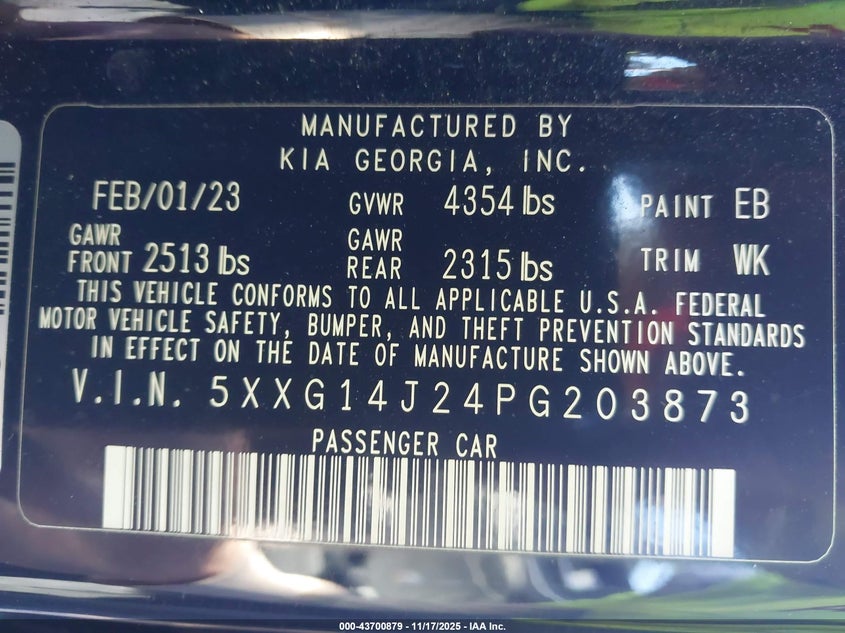 MANUFACTURED BY
KIA GEORGIA, INC.
FEB/01/23 GVWR 4354 lbs PAINT EB
GAWR FRONT 2513 lbs GAWR REAR 2315 lbs TRIM WK
THIS VEHICLE CONFORMS TO ALL APPLICABLE U.S.A. FEDERAL
MOTOR VEHICLE SAFETY, BUMPER, AND THEFT PREVENTION STANDARDS
IN EFFECT ON THE DATE OF MANUFACTURE SHOWN ABOVE.
V.I.N. 5XXG14J24PG203873
PASSENGER CAR
000-43700879 - 11/17/2025 - IAA Inc.